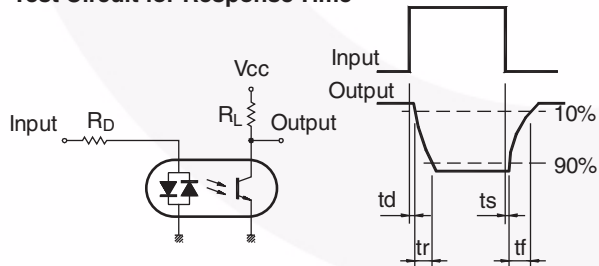 Test Circuit for Response Time
Input
Output
Vcc
RL
RD
Input
Output
10%
90%
td
ts
tr
tf